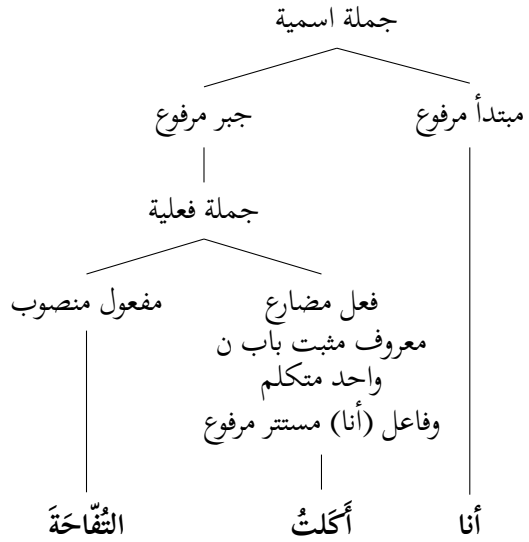 جملة اسمية
مبتدأ مرفوع
جبر مرفوع
جملة فعلية
فعل مضارع
معروف مثبت باب ن
واحد متكلم
وفاعل (أنا) مستتر مرفوع
مفعول منصوب
أنا
أَكَلتُ
التُفّاحَةَ